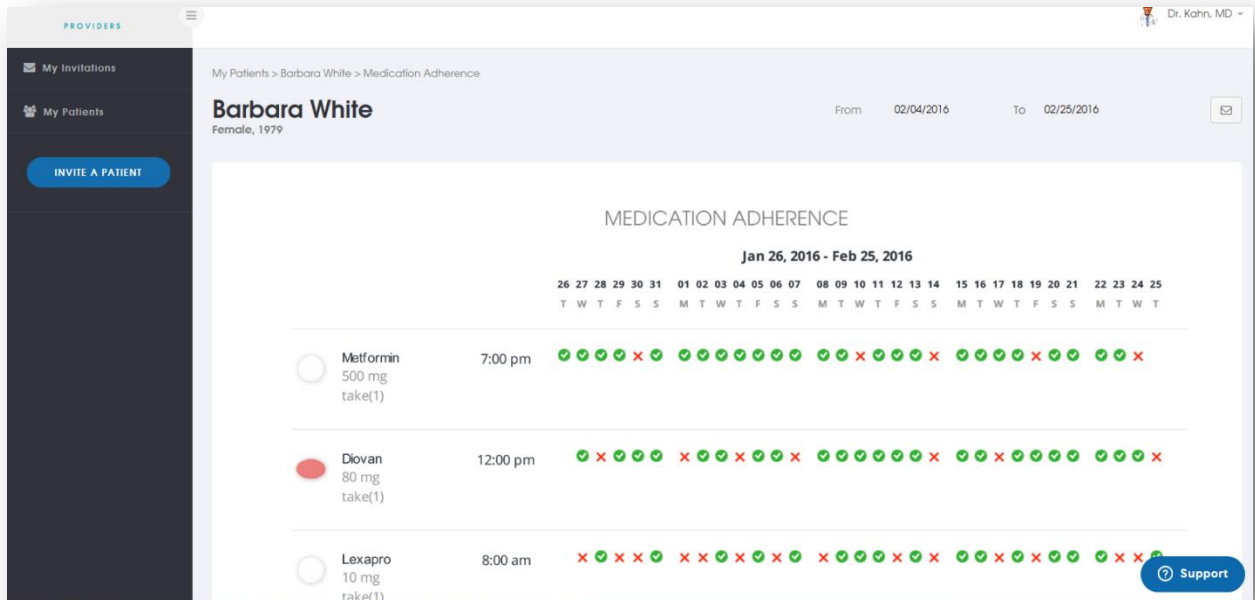 PROVIDERS
Dr. Kahn, MD
My Invitations
My Patients
INVITE A PATIENT
My Patients > Barbara White > Medication Adherence
Barbara White
Female, 1979
From 02/04/2016 To 02/25/2016
MEDICATION ADHERENCE
Jan 26, 2016 - Feb 25, 2016
26 27 28 29 30 31 01 02 03 04 05 06 07 08 09 10 11 12 13 14 15 16 17 18 19 20 21 22 23 24 25
T W T F S S M T W T F S S M T W T F S S M T W T F S S M T W T
Metformin 7:00 pm
500 mg
take(1)
Diovan 12:00 pm
80 mg
take(1)
Lexapro 8:00 am
10 mg
take(1)
Support